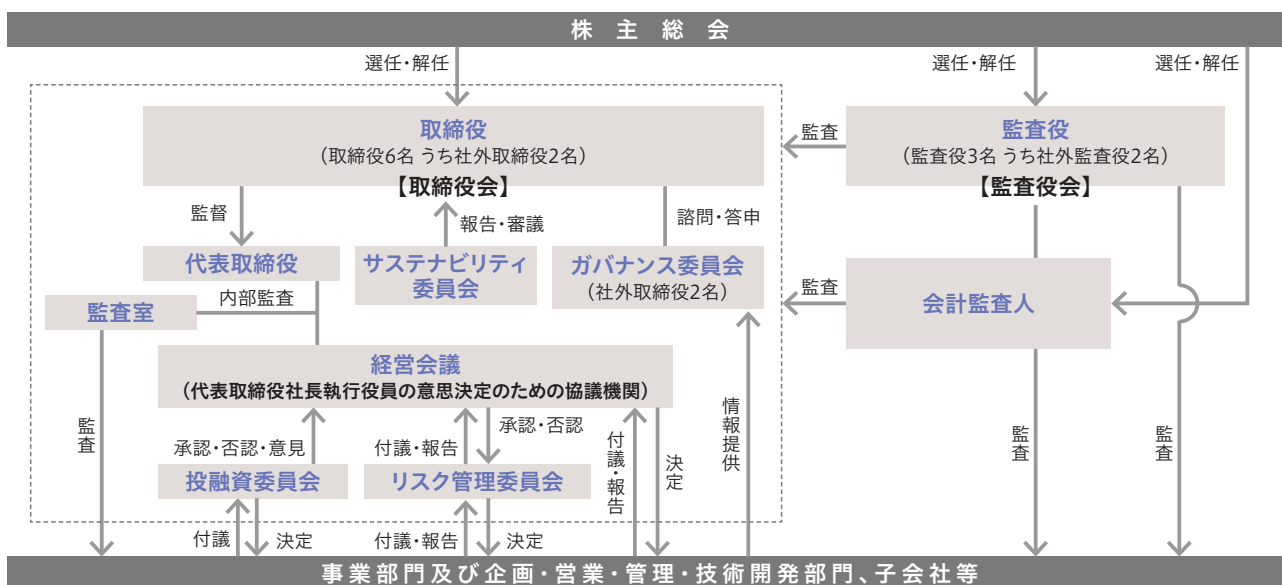 株主総会
選任・解任
選任・解任
選任・解任
取締役
（取締役6名 うち社外取締役2名）
【取締役会】
監査
監査役
（監査役3名 うち社外監査役2名）
【監査役会】
監督
報告・審議
諮問・答申
代表取締役
サステナビリティ
委員会
ガバナンス委員会
（社外取締役2名）
監査
会計監査人
内部監査
監査室
経営会議
（代表取締役社長執行役員の意思決定のための協議機関）
監査
承認・否認・意見
付議・報告
承認・否認
付議・報告
決定
情報提供
監査
監査
投融資委員会
リスク管理委員会
付議
決定
付議・報告
決定
事業部門及び企画・営業・管理・技術開発部門、子会社等